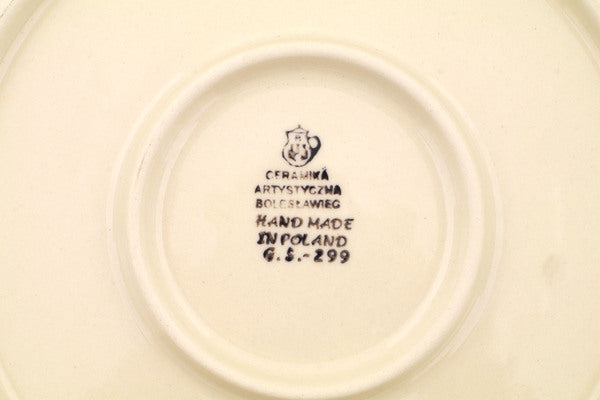 CERAMIKA
ARTYSTYCZNA
BOLESŁAWIEC
HAND MADE
IN POLAND
G.S.-299